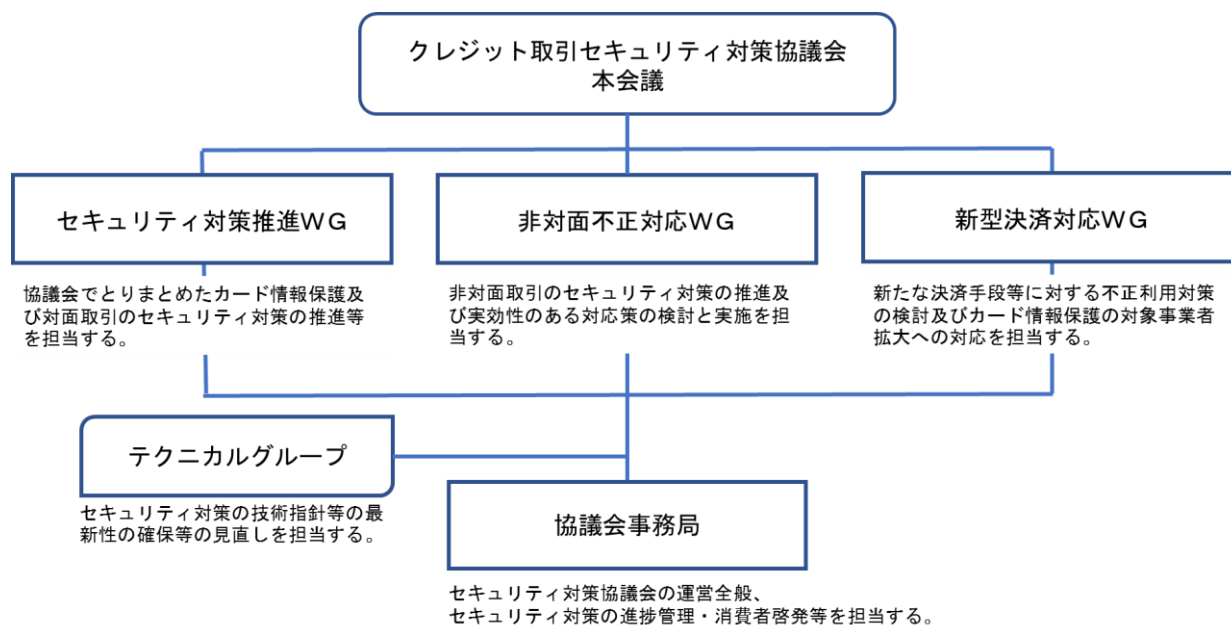 クレジット取引セキュリティ対策協議会
本会議
セキュリティ対策推進ＷＧ
協議会でとりまとめたカード情報保護及
び対面取引のセキュリティ対策の推進等
を担当する。
非対面不正対応ＷＧ
非対面取引のセキュリティ対策の推進及
び実効性のある対応策の検討と実施を担
当する。
新型決済対応ＷＧ
新たな決済手段等に対する不正利用対策
の検討及びカード情報保護の対象事業者
拡大への対応を担当する。
テクニカルグループ
セキュリティ対策の技術指針等の最
新性の確保等の見直しを担当する。
協議会事務局
セキュリティ対策協議会の運営全般、
セキュリティ対策の進捗管理・消費者啓発等を担当する。